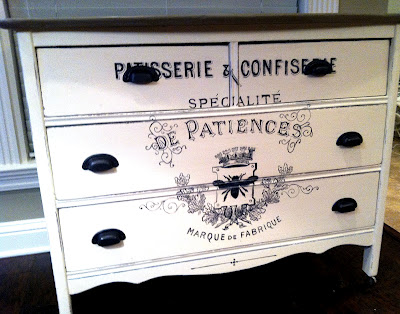 PATISSERIE & CONFISERIE
SPÉCIALITÉ
DE PATIENCES
MARQUE DE FABRIQUE